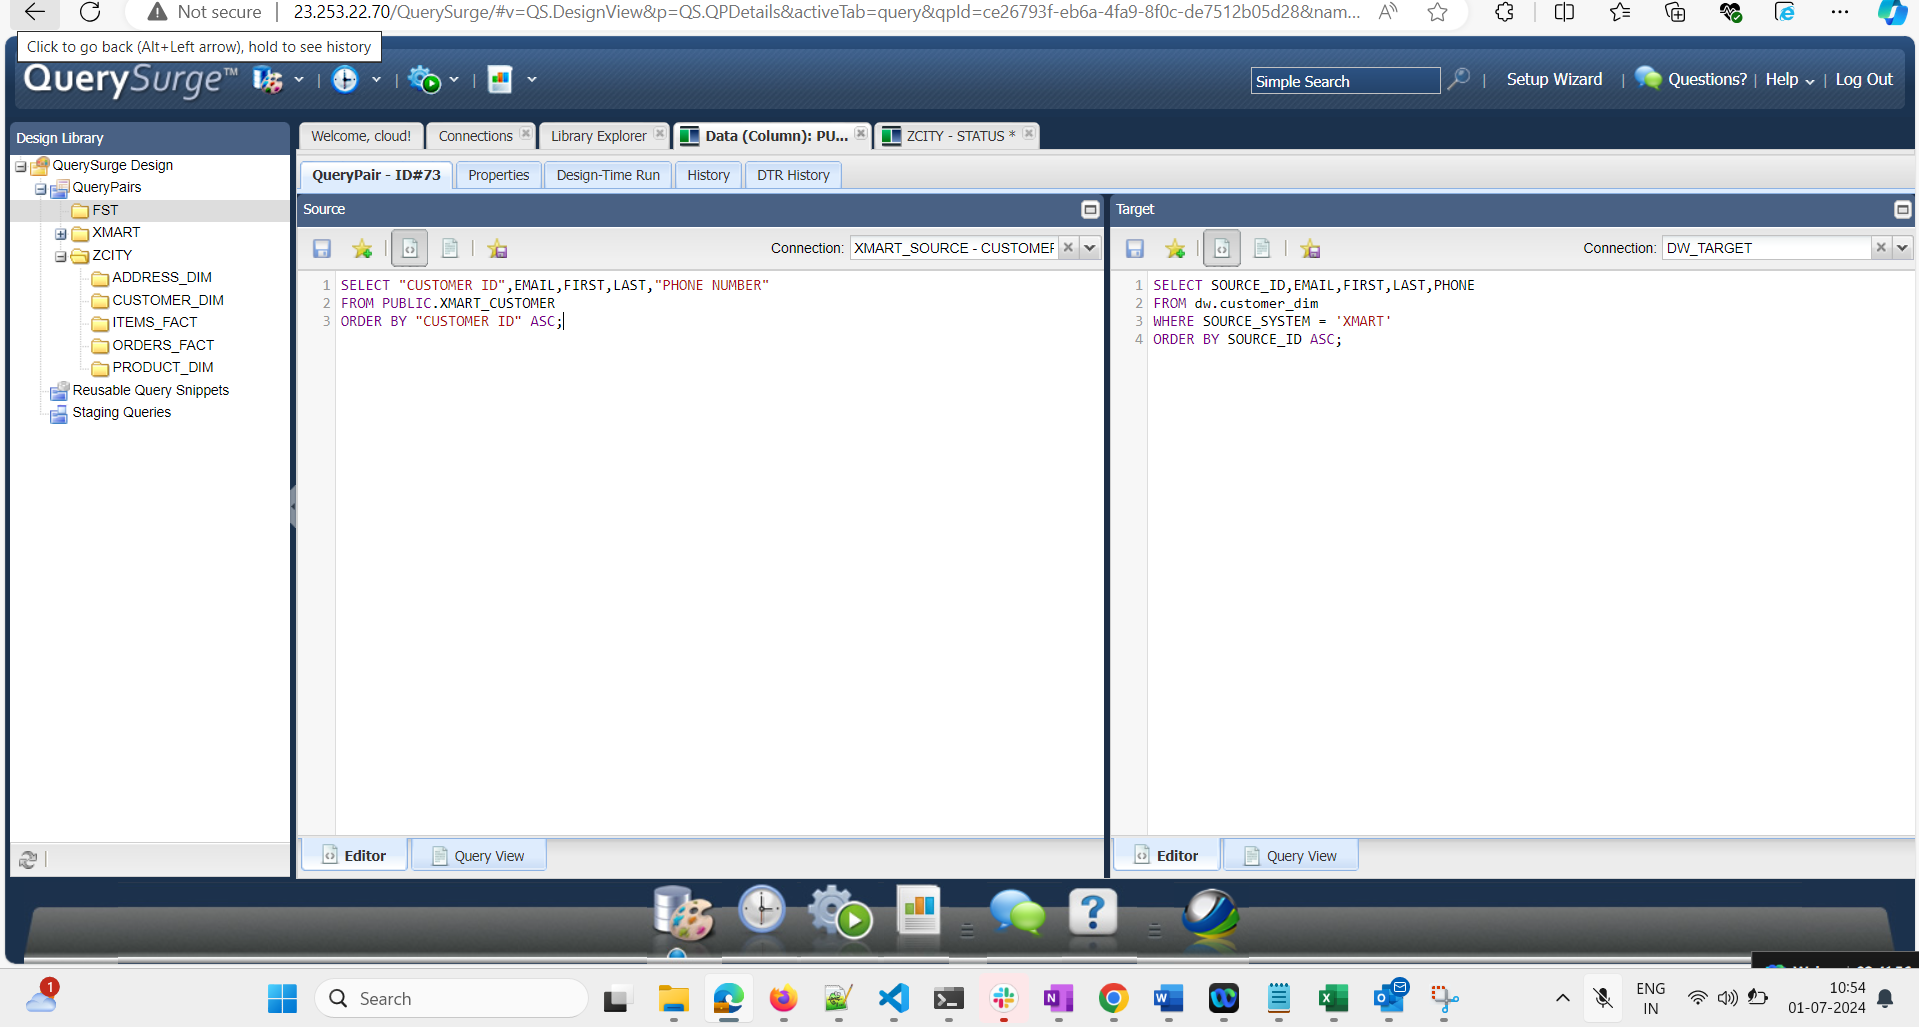 Not secure 23.253.22.70/QuerySurge/#v=QS.DesignView&p=QS.QPDetails&activeTab=query&qpId=ce26793f-eb6a-4fa9-8f0c-de7512b05d28&nam...
Click to go back (Alt+Left arrow), hold to see history
QuerySurge™
Simple Search
Setup Wizard
Questions?
Help
Log Out
Design Library
QuerySurge Design
QueryPairs
FST
XMART
ZCITY
ADDRESS_DIM
CUSTOMER_DIM
ITEMS_FACT
ORDERS_FACT
PRODUCT_DIM
Reusable Query Snippets
Staging Queries
Welcome, cloud!
Connections
Library Explorer
Data (Column): PU...
ZCITY - STATUS *
QueryPair - ID#73
Properties
Design-Time Run
History
DTR History
Source
Connection: XMART_SOURCE - CUSTOMER
1 SELECT "CUSTOMER ID",EMAIL,FIRST,LAST,"PHONE NUMBER"
2 FROM PUBLIC.XMART_CUSTOMER
3 ORDER BY "CUSTOMER ID" ASC;
Editor
Query View
Target
Connection: DW_TARGET
1 SELECT SOURCE_ID,EMAIL,FIRST,LAST,PHONE
2 FROM dw.customer_dim
3 WHERE SOURCE_SYSTEM = 'XMART'
4 ORDER BY SOURCE_ID ASC;
Editor
Query View
1
Search
ENG
IN
10:54
01-07-2024